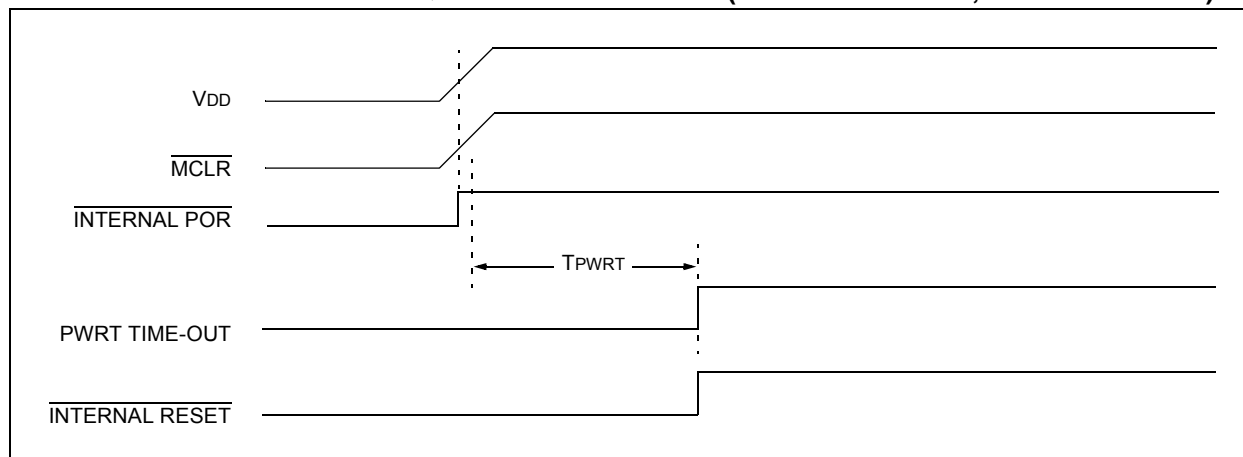 VDD
MCLR
INTERNAL POR
TPWRT
PWRT TIME-OUT
INTERNAL RESET